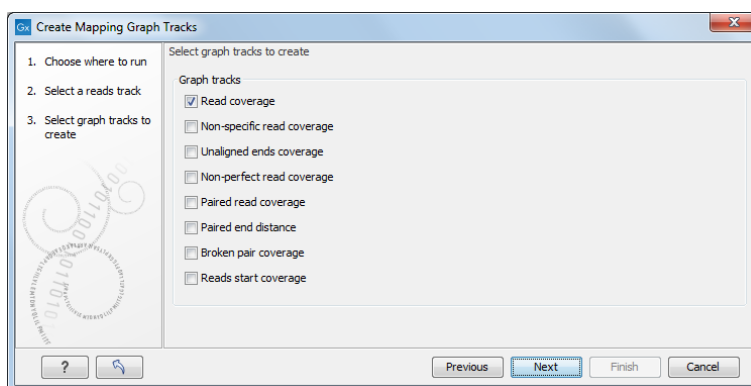 Gx Create Mapping Graph Tracks
X
1. Choose where to run
2. Select a reads track
3. Select graph tracks to
create
Select graph tracks to create
Graph tracks
Read coverage
Non-specific read coverage
Unaligned ends coverage
Non-perfect read coverage
Paired read coverage
Paired end distance
Broken pair coverage
Reads start coverage
?
Previous
Next
Finish
Cancel